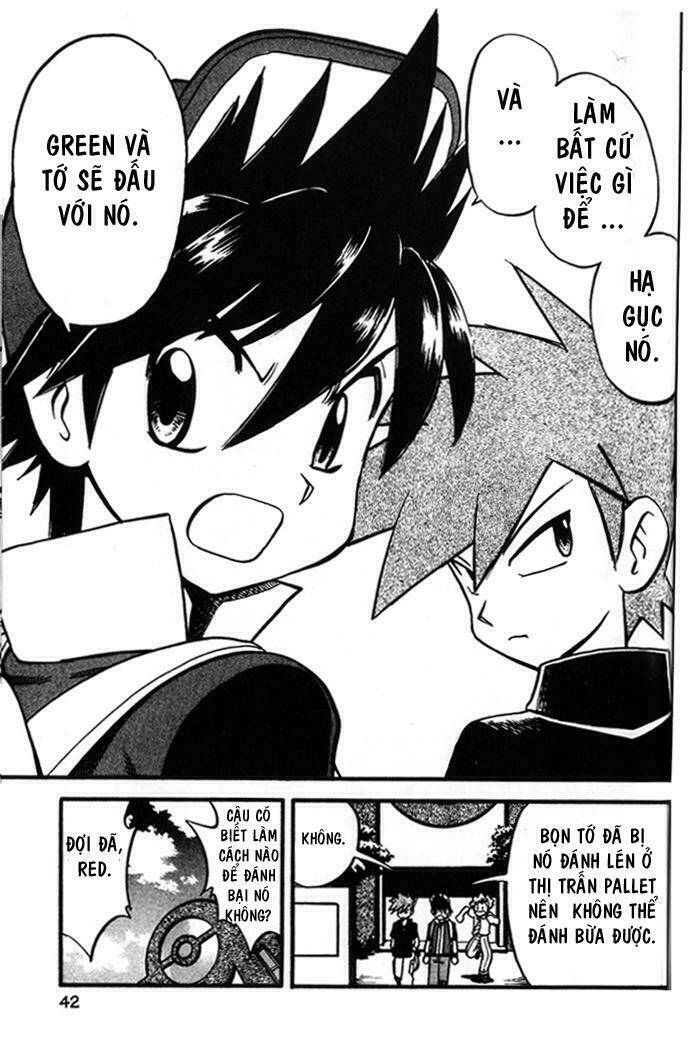 VÀ
...
LÀM
BẤT CỨ
VIỆC GÌ
ĐỂ ...
HẠ
GỤC
NÓ.
GREEN VÀ
TỚ SẼ ĐẤU
VỚI NÓ.
BỌN TỚ ĐÃ BỊ
NÓ ĐÁNH LÉN Ở
THỊ TRẤN PALLET
NÊN KHÔNG THỂ
ĐÁNH BỪA ĐƯỢC.
KHÔNG.
CẬU CÓ
BIẾT LÀM
CÁCH NÀO
ĐỂ ĐÁNH
BẠI NÓ
KHÔNG?
ĐỢI ĐÃ,
RED.
42